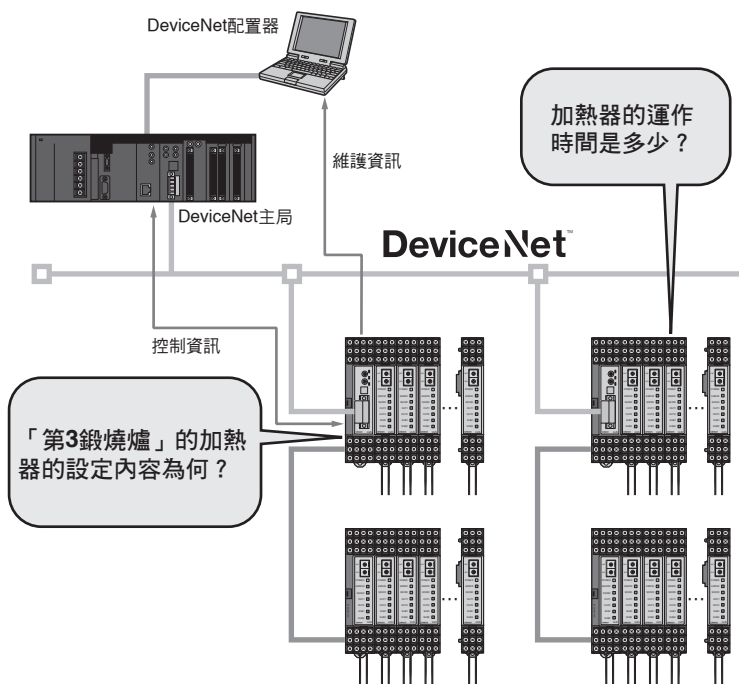 DeviceNet配置器
加熱器的運作
時間是多少？
維護資訊
DeviceNet主局
DeviceNet™
控制資訊
「第3鍛燒爐」的加熱
器的設定內容為何？